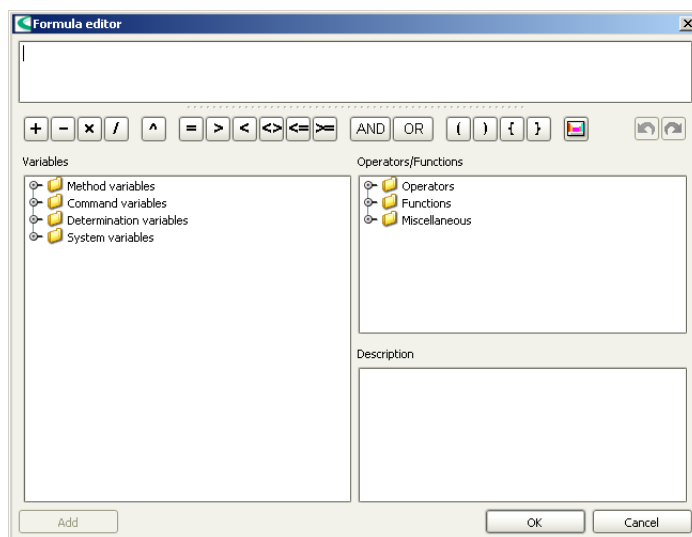 Formula editor
+ − × / ^ = > < <> <= >= AND OR ( ) { }
Variables
Method variables
Command variables
Determination variables
System variables
Operators/Functions
Operators
Functions
Miscellaneous
Description
Add
OK
Cancel